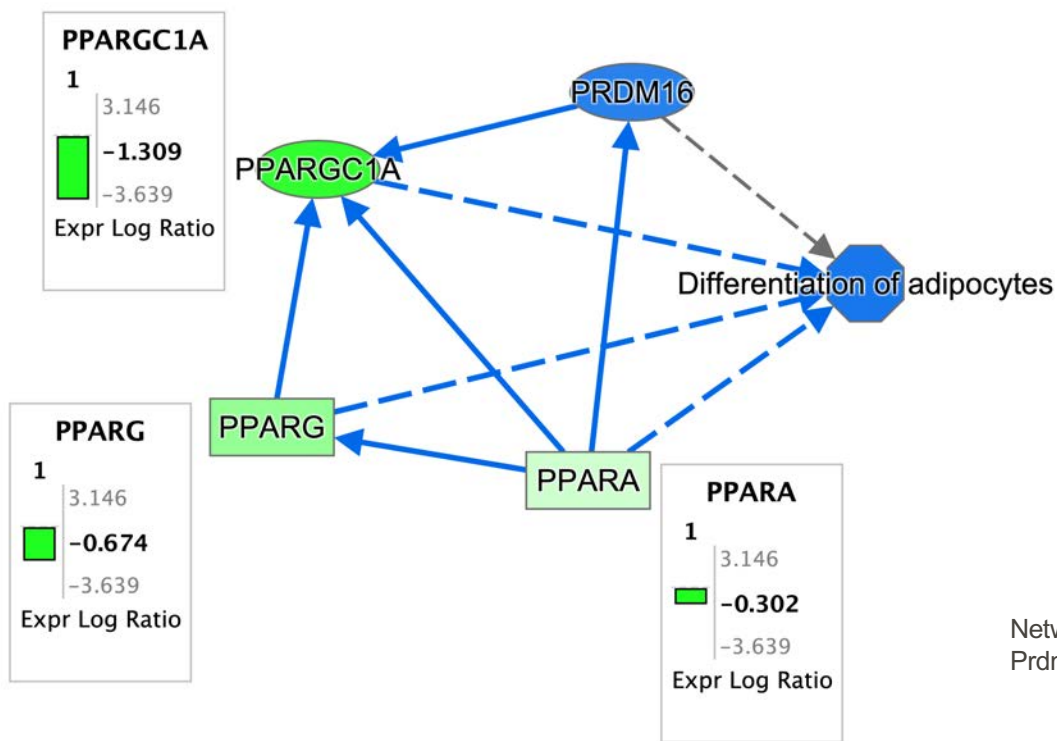 PPARGC1A
1
3.146
-1.309
-3.639
Expr Log Ratio
PRDM16
PPARGC1A
Differentiation of adipocytes
PPARG
1
3.146
-0.674
-3.639
Expr Log Ratio
PPARG
PPARA
PPARA
1
3.146
-0.302
-3.639
Expr Log Ratio